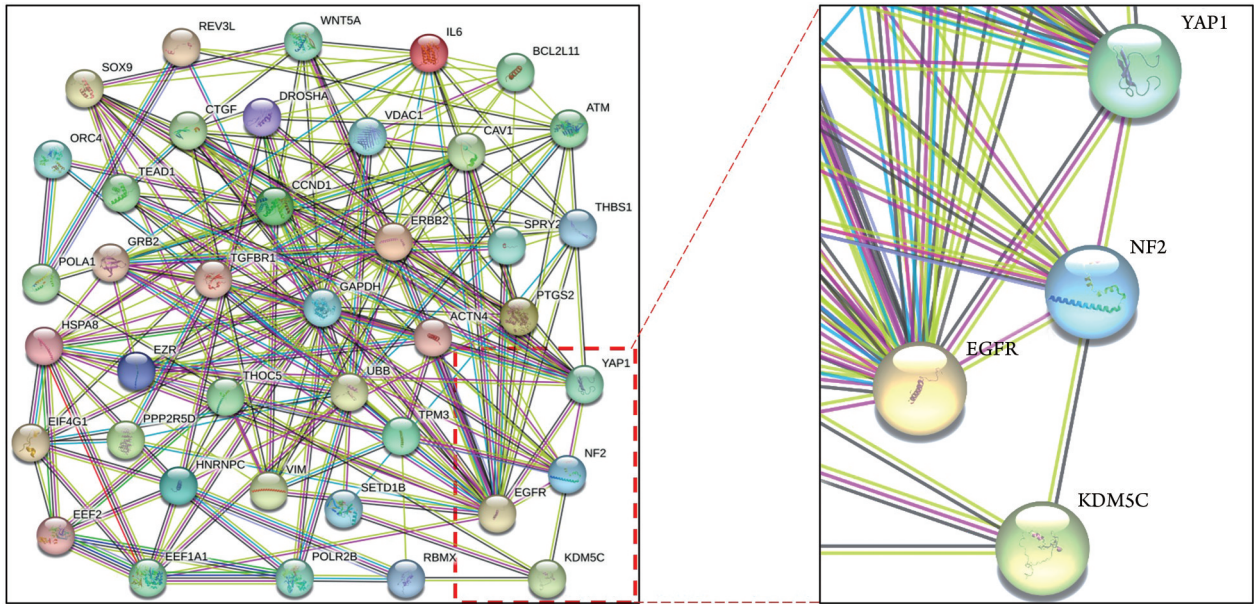 REV3L
WNT5A
IL6
BCL2L11
SOX9
CTGF
DROSHA
VDAC1
CAV1
ATM
ORC4
TEAD1
CCND1
ERBB2
SPRY2
THBS1
POLA1
GRB2
TGFBR1
GAPDH
PTGS2
HSPA8
EZR
THOC5
UBB
ACTN4
YAP1
EIF4G1
PPP2R5D
TPM3
HNRNPC
VIM
SETD1B
EGFR
NF2
EEF2
EEF1A1
POLR2B
RBMX
KDM5C
YAP1
NF2
EGFR
KDM5C